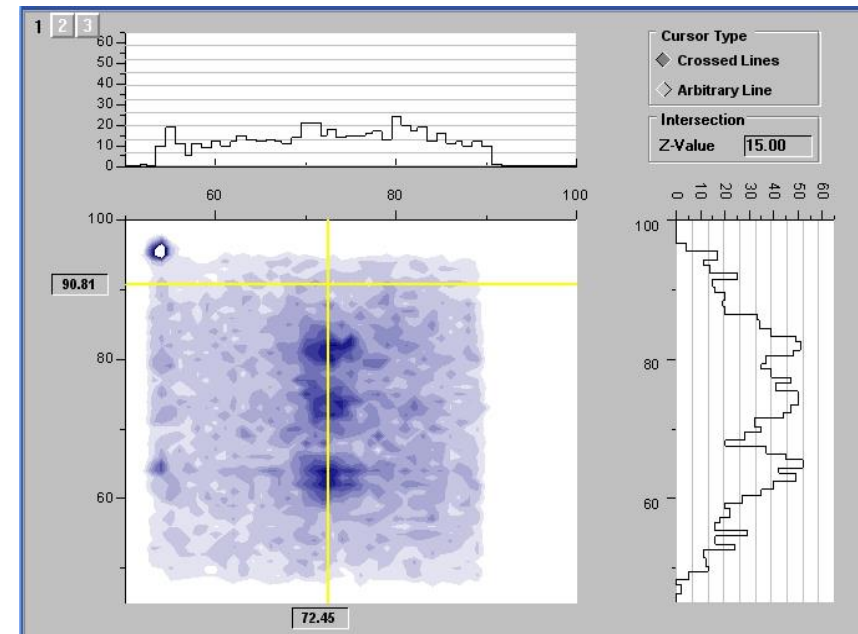 1 2 3
60
50
40
30
20
10
0
60 80 100
Cursor Type
Crossed Lines
Arbitrary Line
Intersection
Z-Value 15.00
0 10 20 30 40 50 60
100
90.81
80
60
72.45
100
80
60